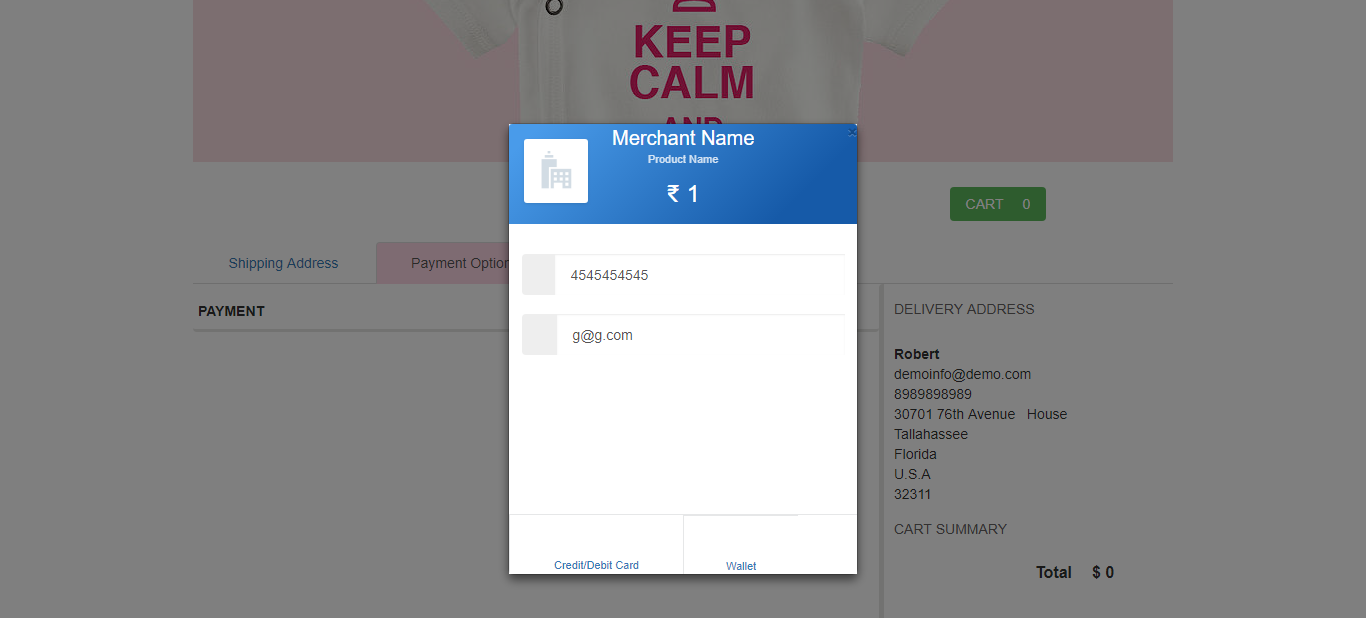 KEEP
CALM
AND
Merchant Name
×
Product Name
₹ 1
CART 0
Shipping Address
Payment Option
PAYMENT
4545454545
g@g.com
DELIVERY ADDRESS
Robert
demoinfo@demo.com
8989898989
30701 76th Avenue House
Tallahassee
Florida
U.S.A
32311
CART SUMMARY
Total $ 0
Credit/Debit Card
Wallet